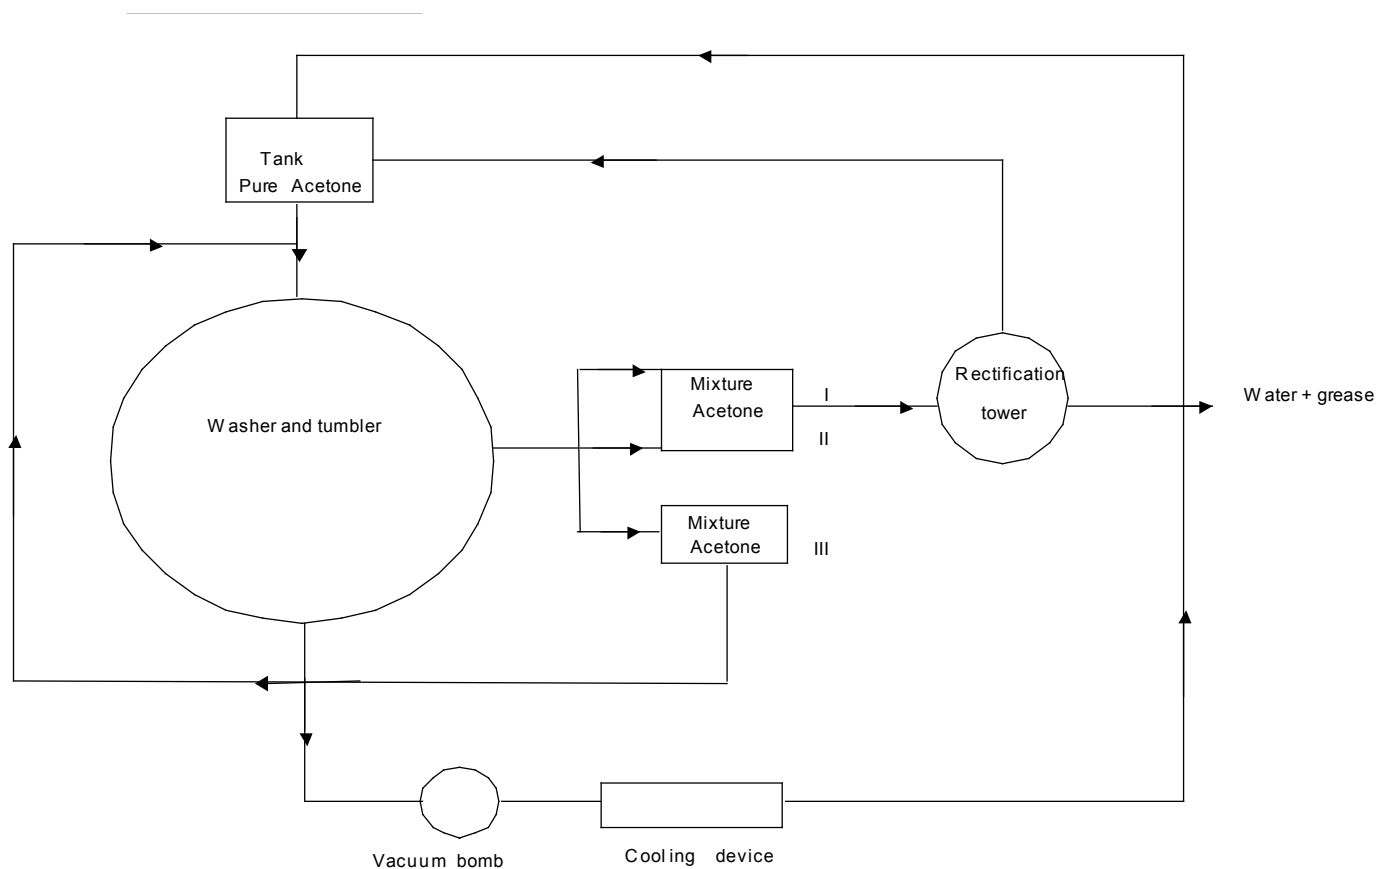 Tank
Pure Acetone
Washer and tumbler
Mixture
Acetone
I
II
Rectification
tower
Water + grease
Mixture
Acetone
III
Vacuum bomb
Cooling device